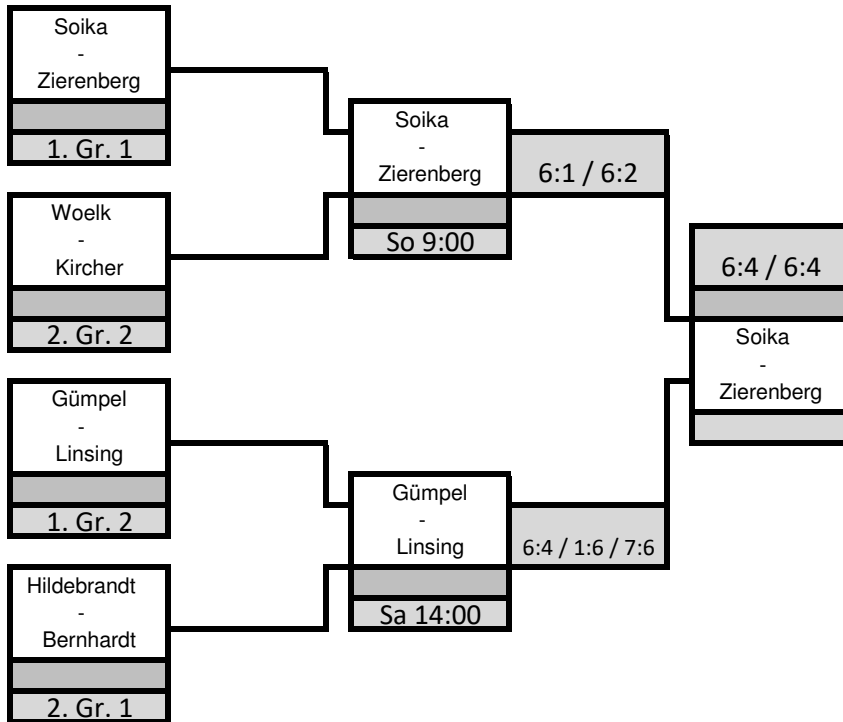 Soika
-
Zierenberg
1. Gr. 1
Woelk
-
Kircher
2. Gr. 2
Gümpel
-
Linsing
1. Gr. 2
Hildebrandt
-
Bernhardt
2. Gr. 1
Soika
-
Zierenberg
So 9:00
6:1 / 6:2
Gümpel
-
Linsing
Sa 14:00
6:4 / 1:6 / 7:6
6:4 / 6:4
Soika
-
Zierenberg